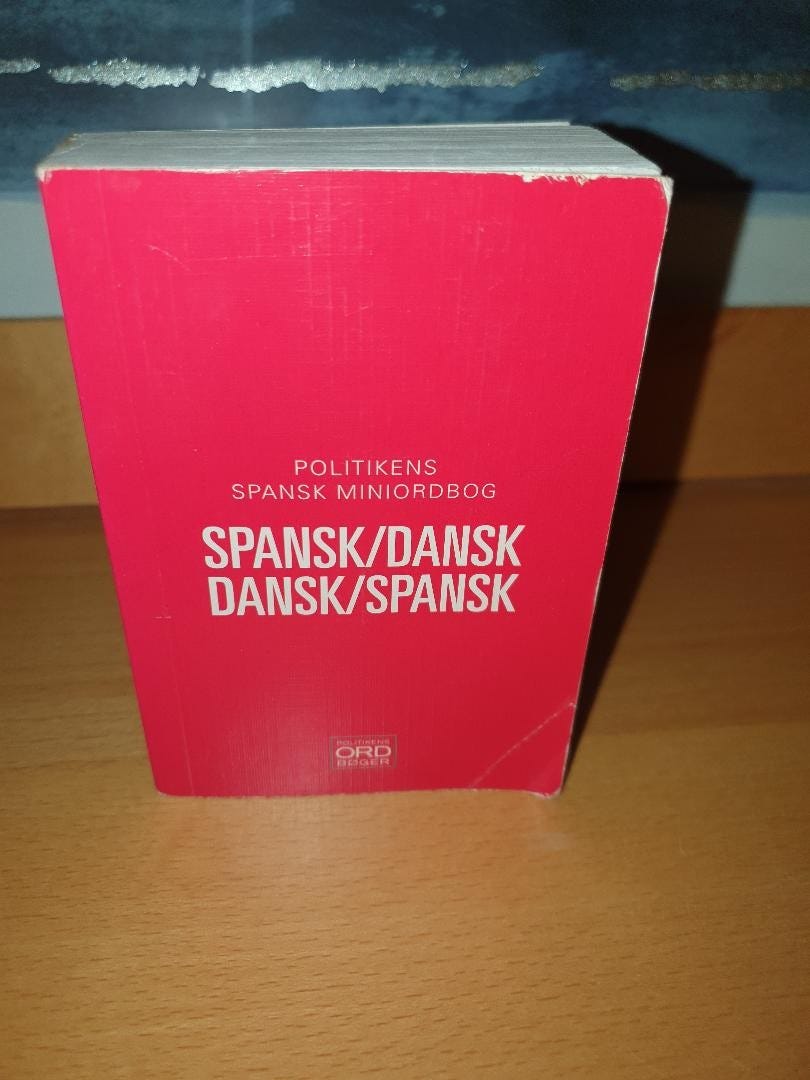 POLITIKENS
SPANSK MINIORDBOG
SPANSK/DANSK
DANSK/SPANSK
POLITIKENS
ORD
BØGER